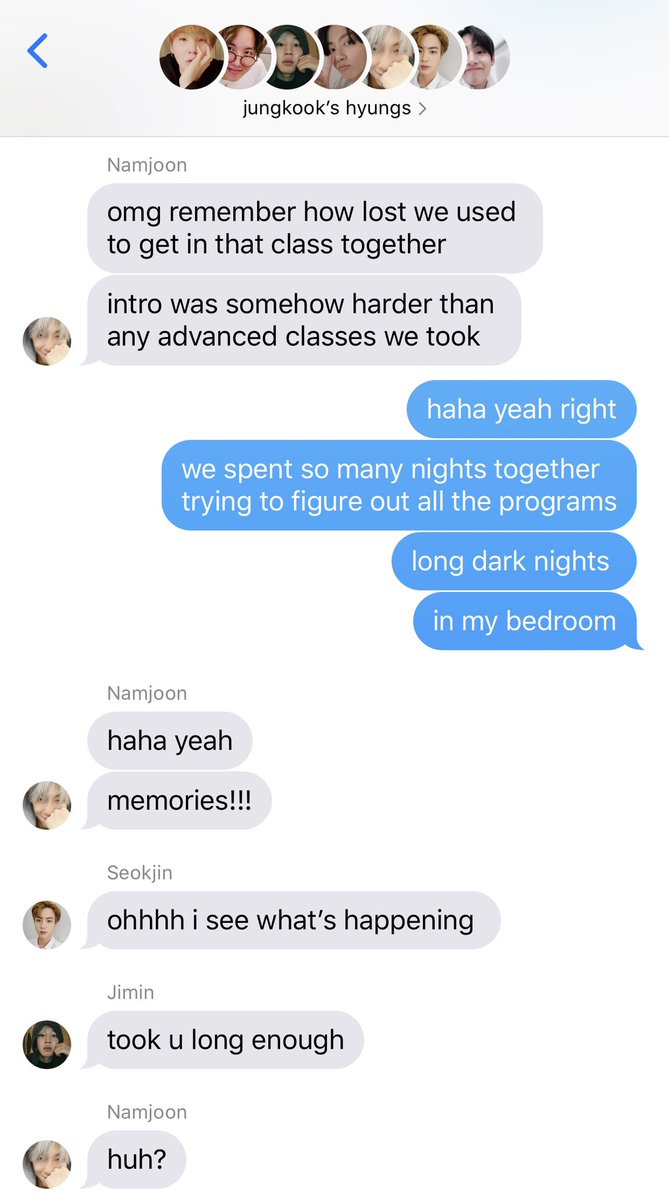 jungkook’s hyungs >
Namjoon
omg remember how lost we used
to get in that class together
intro was somehow harder than
any advanced classes we took
haha yeah right
we spent so many nights together
trying to figure out all the programs
long dark nights
in my bedroom
Namjoon
haha yeah
memories!!!
Seokjin
ohhhh i see what’s happening
Jimin
took u long enough
Namjoon
huh?